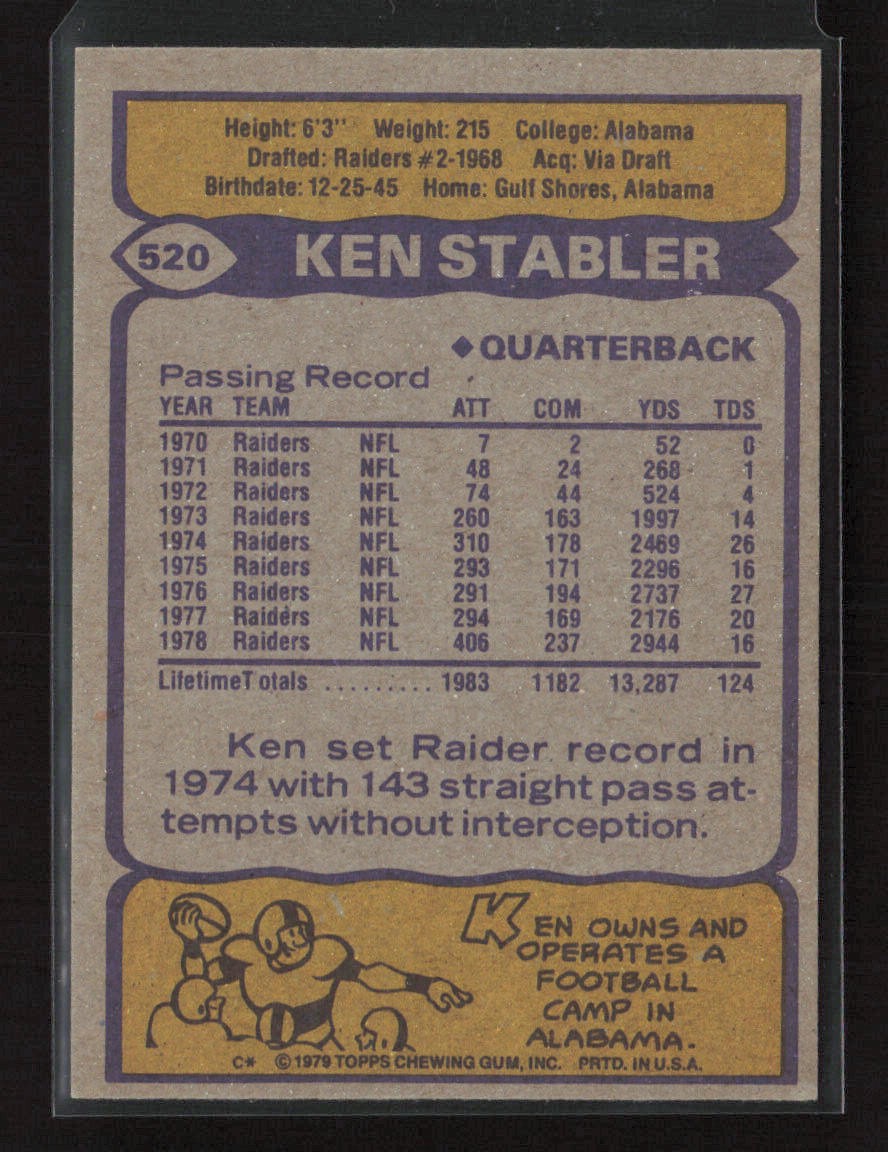 Height: 6'3" Weight: 215 College: Alabama
Drafted: Raiders #2-1968 Acq: Via Draft
Birthdate: 12-25-45 Home: Gulf Shores, Alabama
520 KEN STABLER
◆ QUARTERBACK
Passing Record
YEAR TEAM ATT COM YDS TDS
1970 Raiders NFL 7 2 52 0
1971 Raiders NFL 48 24 268 1
1972 Raiders NFL 74 44 524 4
1973 Raiders NFL 260 163 1997 14
1974 Raiders NFL 310 178 2469 26
1975 Raiders NFL 293 171 2296 16
1976 Raiders NFL 291 194 2737 27
1977 Raiders NFL 294 169 2176 20
1978 Raiders NFL 406 237 2944 16
LifetimeT otals ......... 1983 1182 13,287 124
Ken set Raider record in
1974 with 143 straight pass at-
tempts without interception.
KEN OWNS AND
OPERATES A
FOOTBALL
CAMP IN
ALABAMA.
C* © 1979 TOPPS CHEWING GUM, INC. PRTD. IN U.S.A.